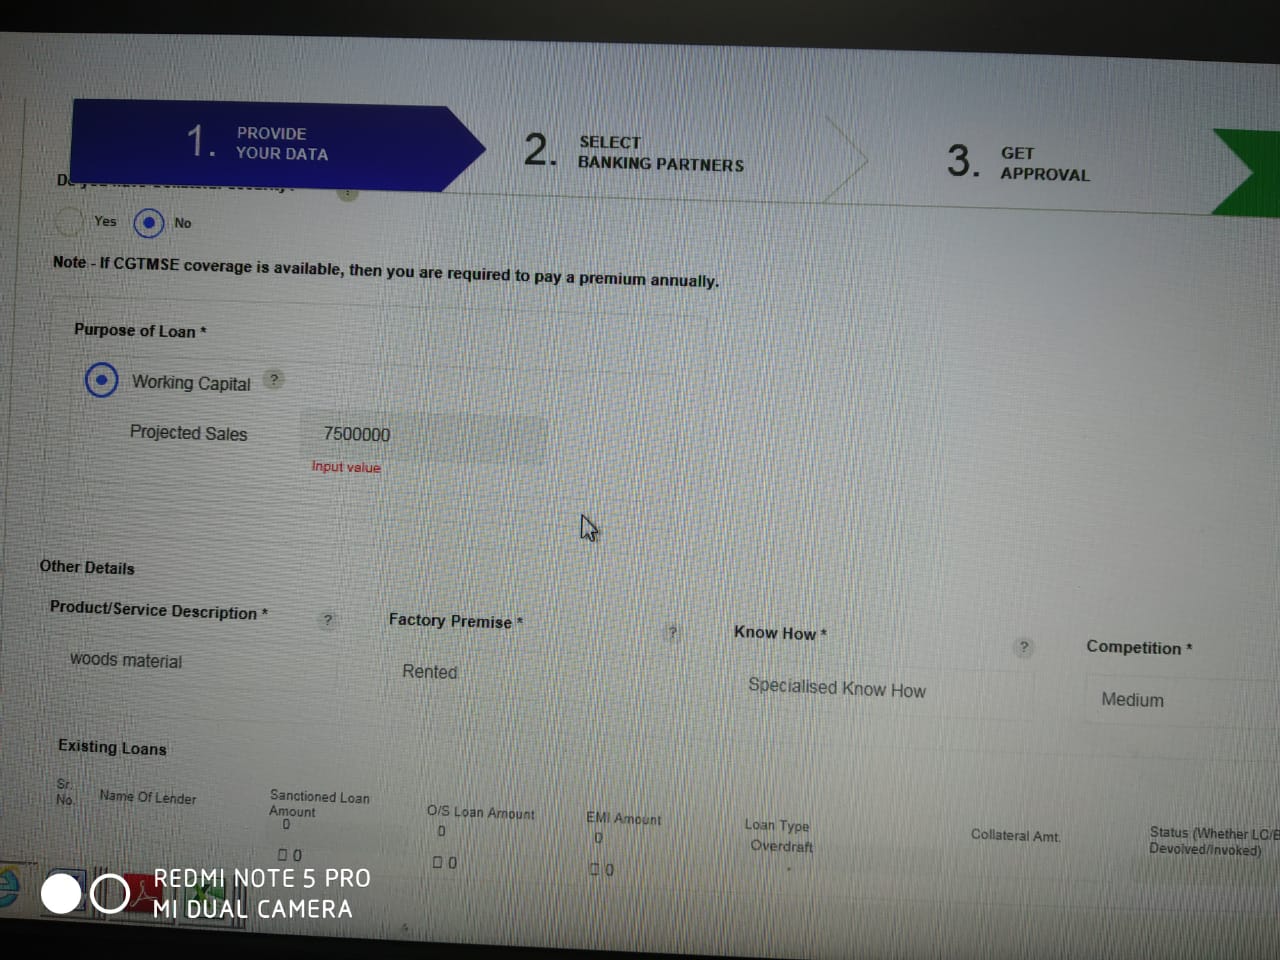 1. PROVIDE
YOUR DATA
2. SELECT
BANKING PARTNERS
3. GET
APPROVAL
Yes No
Note - If CGTMSE coverage is available, then you are required to pay a premium annually.
Purpose of Loan *
Working Capital ?
Projected Sales 7500000
Input value
Other Details
Product/Service Description * ? Factory Premise * ? Know How * ? Competition *
woods material Rented Specialised Know How Medium
Existing Loans
Sr. No. Name Of Lender Sanctioned Loan Amount O/S Loan Amount EMI Amount Loan Type Collateral Amt. Status (Whether LC/
Devolved/Invoked)
0 0 0 Overdraft
0 0 0
REDMI NOTE 5 PRO
MI DUAL CAMERA